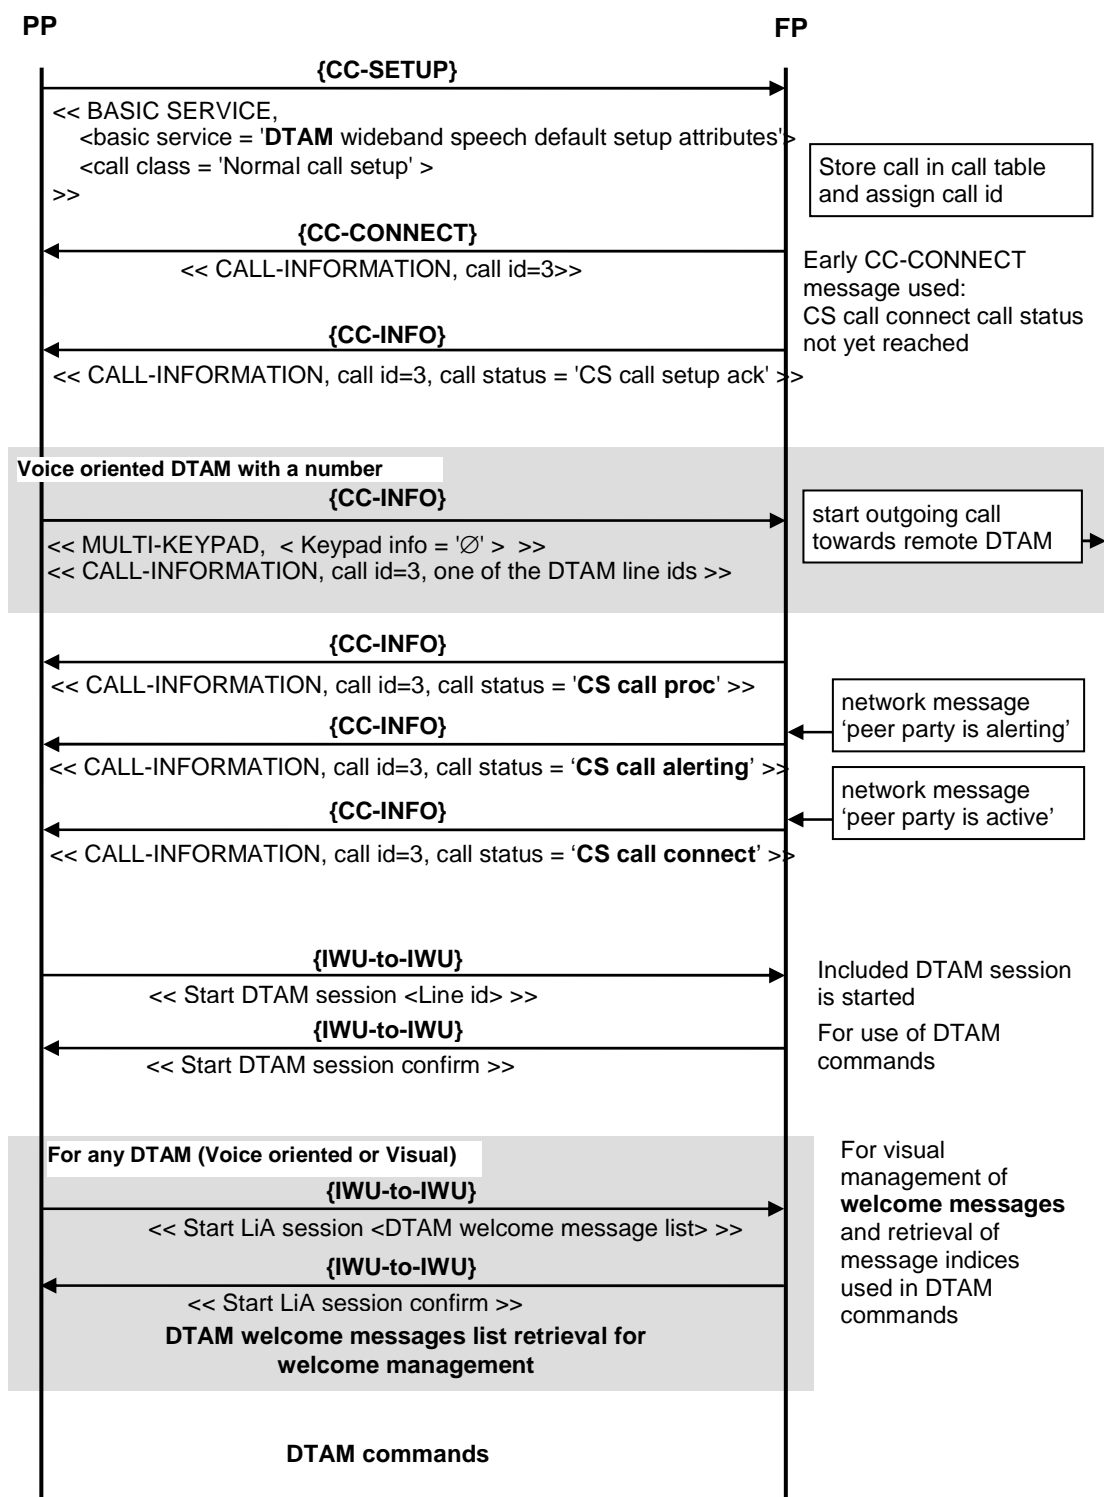 PP
FP
{CC-SETUP}
<< BASIC SERVICE,
<basic service = 'DTAM wideband speech default setup attributes'>
<call class = 'Normal call setup' >
>>
Store call in call table
and assign call id
{CC-CONNECT}
<< CALL-INFORMATION, call id=3>>
Early CC-CONNECT
message used:
CS call connect call status
not yet reached
{CC-INFO}
<< CALL-INFORMATION, call id=3, call status = 'CS call setup ack' >>
Voice oriented DTAM with a number
{CC-INFO}
<< MULTI-KEYPAD, < Keypad info = '∅' > >>
<< CALL-INFORMATION, call id=3, one of the DTAM line ids >>
start outgoing call
towards remote DTAM
{CC-INFO}
<< CALL-INFORMATION, call id=3, call status = 'CS call proc' >>
network message
‘peer party is alerting’
{CC-INFO}
<< CALL-INFORMATION, call id=3, call status = ‘CS call alerting’ >>
network message
‘peer party is active’
{CC-INFO}
<< CALL-INFORMATION, call id=3, call status = ‘CS call connect’ >>
{IWU-to-IWU}
<< Start DTAM session <Line id> >>
Included DTAM session
is started
{IWU-to-IWU}
<< Start DTAM session confirm >>
For use of DTAM
commands
For any DTAM (Voice oriented or Visual)
{IWU-to-IWU}
<< Start LiA session <DTAM welcome message list> >>
{IWU-to-IWU}
<< Start LiA session confirm >>
DTAM welcome messages list retrieval for
welcome management
For visual
management of
welcome messages
and retrieval of
message indices
used in DTAM
commands
DTAM commands